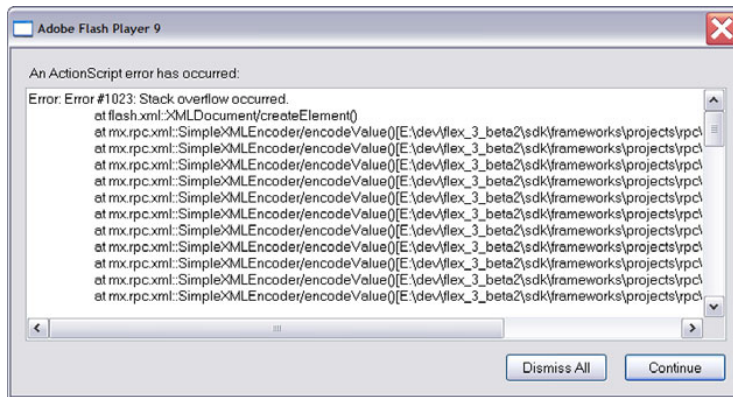 Adobe Flash Player 9
An ActionScript error has occurred:
Error: Error #1023: Stack overflow occurred.
at flash.xml::XMLDocument/createElement()
at mx.rpc.xml::SimpleXMLEncoder/encodeValue()[E:\dev\flex_3_beta2\sdk\frameworks\projects\rpc\
at mx.rpc.xml::SimpleXMLEncoder/encodeValue()[E:\dev\flex_3_beta2\sdk\frameworks\projects\rpc\
at mx.rpc.xml::SimpleXMLEncoder/encodeValue()[E:\dev\flex_3_beta2\sdk\frameworks\projects\rpc\
at mx.rpc.xml::SimpleXMLEncoder/encodeValue()[E:\dev\flex_3_beta2\sdk\frameworks\projects\rpc\
at mx.rpc.xml::SimpleXMLEncoder/encodeValue()[E:\dev\flex_3_beta2\sdk\frameworks\projects\rpc\
at mx.rpc.xml::SimpleXMLEncoder/encodeValue()[E:\dev\flex_3_beta2\sdk\frameworks\projects\rpc\
at mx.rpc.xml::SimpleXMLEncoder/encodeValue()[E:\dev\flex_3_beta2\sdk\frameworks\projects\rpc\
at mx.rpc.xml::SimpleXMLEncoder/encodeValue()[E:\dev\flex_3_beta2\sdk\frameworks\projects\rpc\
at mx.rpc.xml::SimpleXMLEncoder/encodeValue()[E:\dev\flex_3_beta2\sdk\frameworks\projects\rpc\
at mx.rpc.xml::SimpleXMLEncoder/encodeValue()[E:\dev\flex_3_beta2\sdk\frameworks\projects\rpc\
at mx.rpc.xml::SimpleXMLEncoder/encodeValue()[E:\dev\flex_3_beta2\sdk\frameworks\projects\rpc\
Dismiss All Continue